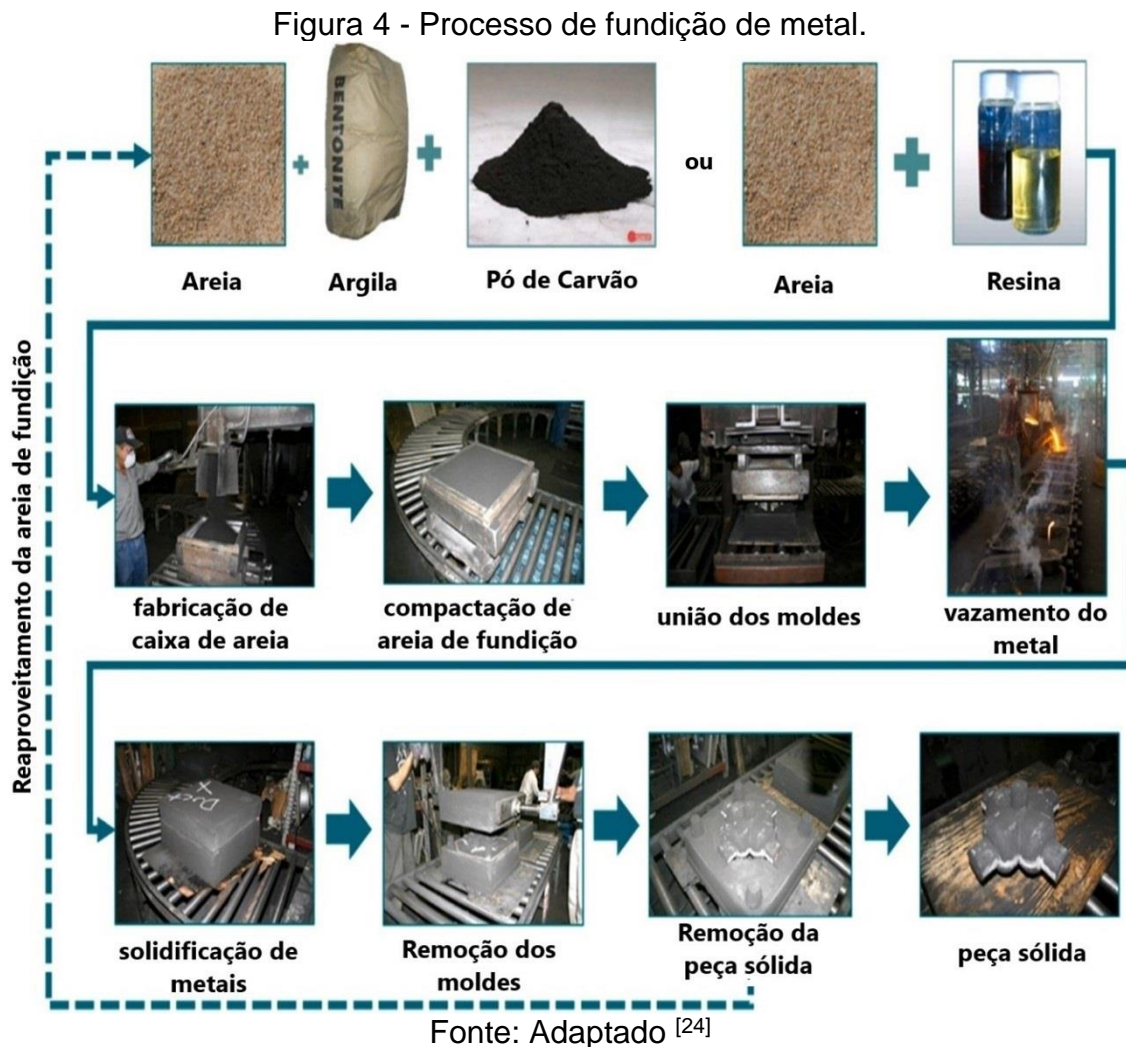 Figura 4 - Processo de fundição de metal.
BENTONITE
ou
Areia
Argila
Pó de Carvão
Areia
Resina
Reaproveitamento da areia de fundição
fabricação de
caixa de areia
compactação de
areia de fundição
união dos moldes
vazamento do
metal
Duct
X
solidificação de
metais
Remoção dos
moldes
Remoção da
peça sólida
peça sólida
Fonte: Adaptado [24]